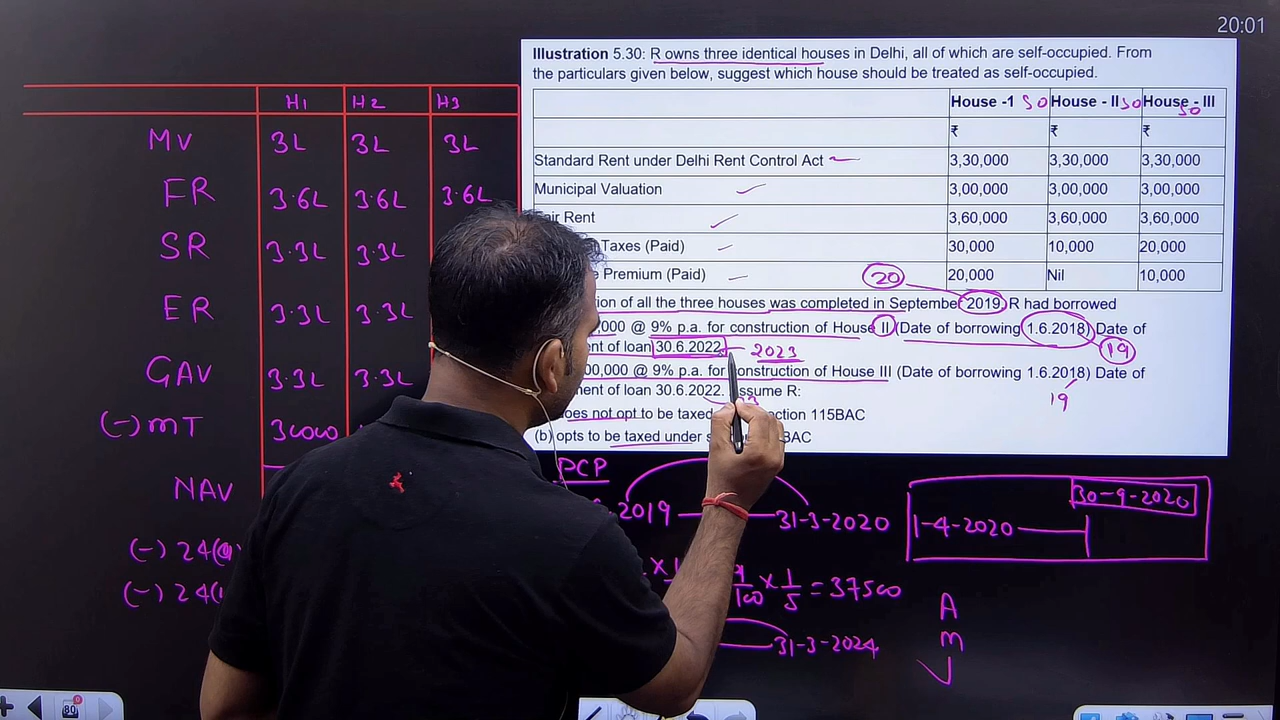 20:01
Illustration 5.30: R owns three identical houses in Delhi, all of which are self-occupied. From
the particulars given below, suggest which house should be treated as self-occupied.
House -1 SO House - II SO House - III SO
₹ ₹ ₹
Standard Rent under Delhi Rent Control Act 3,30,000 3,30,000 3,30,000
Municipal Valuation 3,00,000 3,00,000 3,00,000
Fair Rent 3,60,000 3,60,000 3,60,000
Taxes (Paid) 30,000 10,000 20,000
Premium (Paid) 20,000 Nil 10,000
20
of all the three houses was completed in September 2019. R had borrowed
@ 9% p.a. for construction of House II (Date of borrowing 1.6.2018) Date of
19
of loan 30.6.2022. 2023
@ 9% p.a. for construction of House III (Date of borrowing 1.6.2018) Date of
of loan 30.6.2022. Assume R:
19
does not opt to be taxed 115BAC
(b) opts to be taxed under
H1 H2 H3
MV 3L 3L 3L
FR 3.6L 3.6L 3.6L
SR 3.3L 3.3L
ER 3.3L 3.3L
GAV 3.3L 3.3L
(-) MT 30000
NAV
(-) 24(a)
(-) 24(
PCP
2019 31-3-2020
× 1/5 = 37500
31-3-2024
30-9-2020
1-4-2020
A
M
J
80